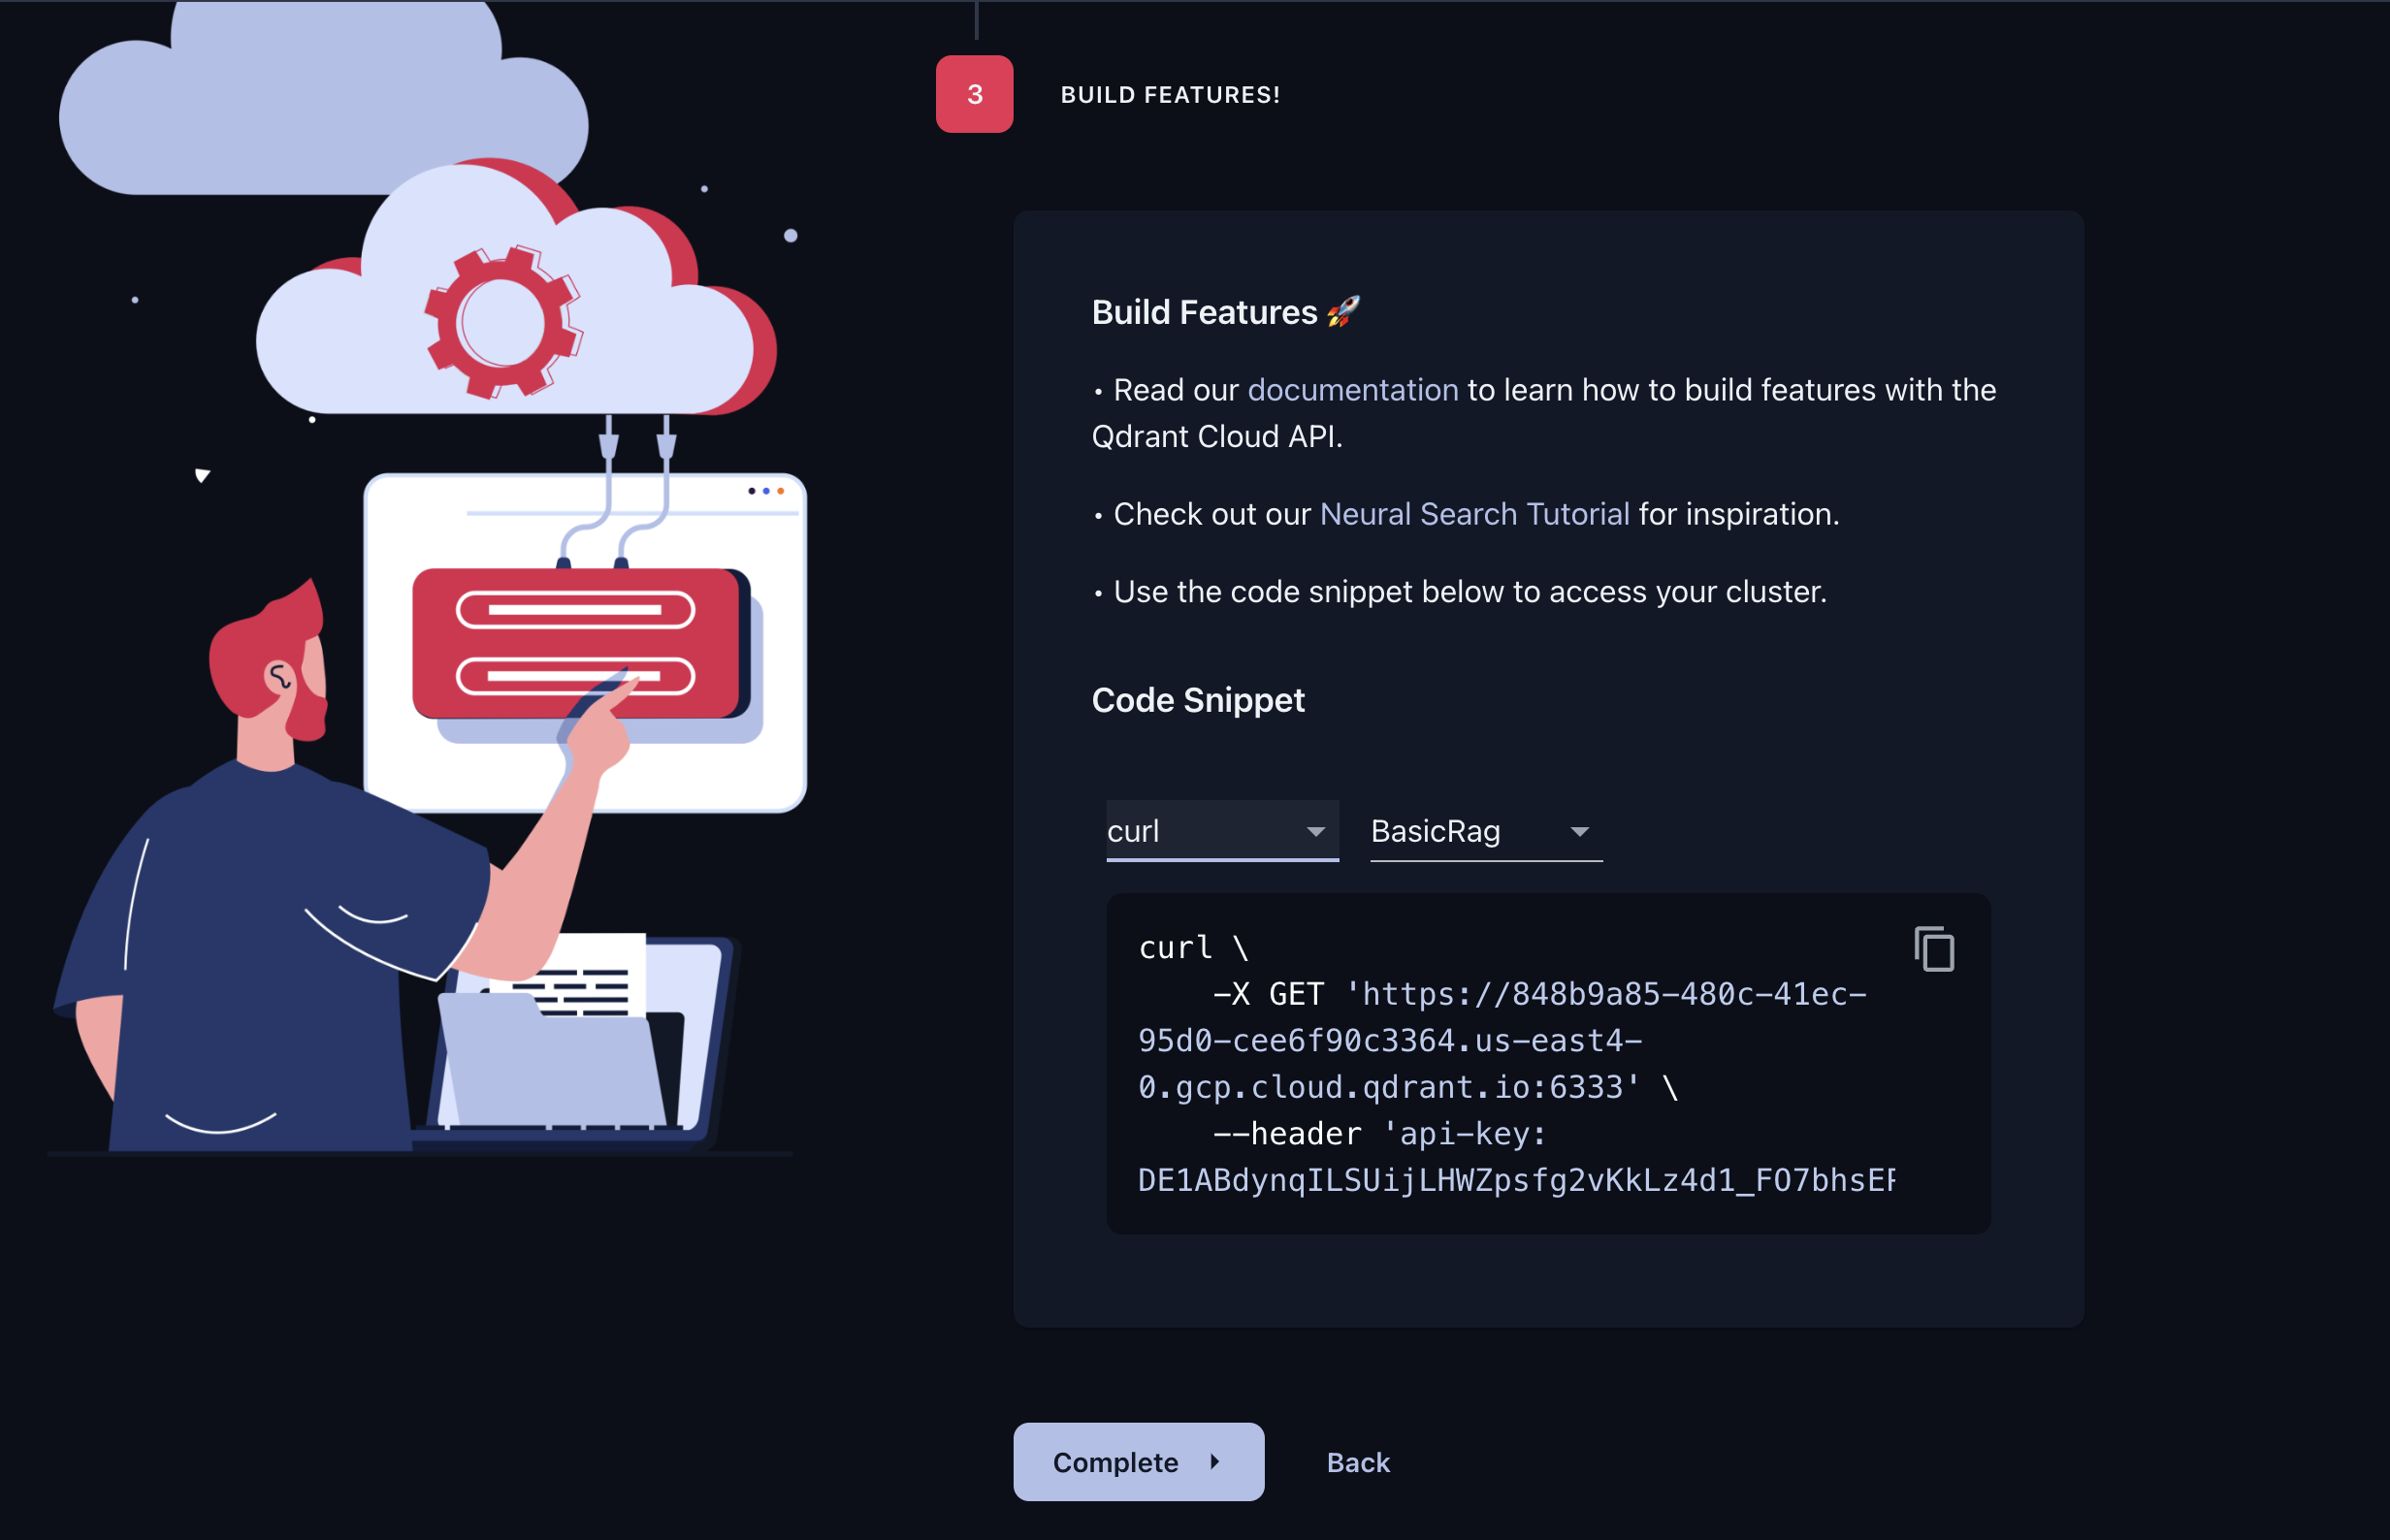 3
BUILD FEATURES!
Build Features 🚀
• Read our documentation to learn how to build features with the
Qdrant Cloud API.
• Check out our Neural Search Tutorial for inspiration.
• Use the code snippet below to access your cluster.
Code Snippet
curl
BasicRag
curl \
    -X GET 'https://848b9a85-480c-41ec-
95d0-cee6f90c3364.us-east4-
0.gcp.cloud.qdrant.io:6333' \
    --header 'api-key:
DE1ABdynqILSUijLHWZpsfg2vKkLz4d1_FO7bhsE
Complete
Back